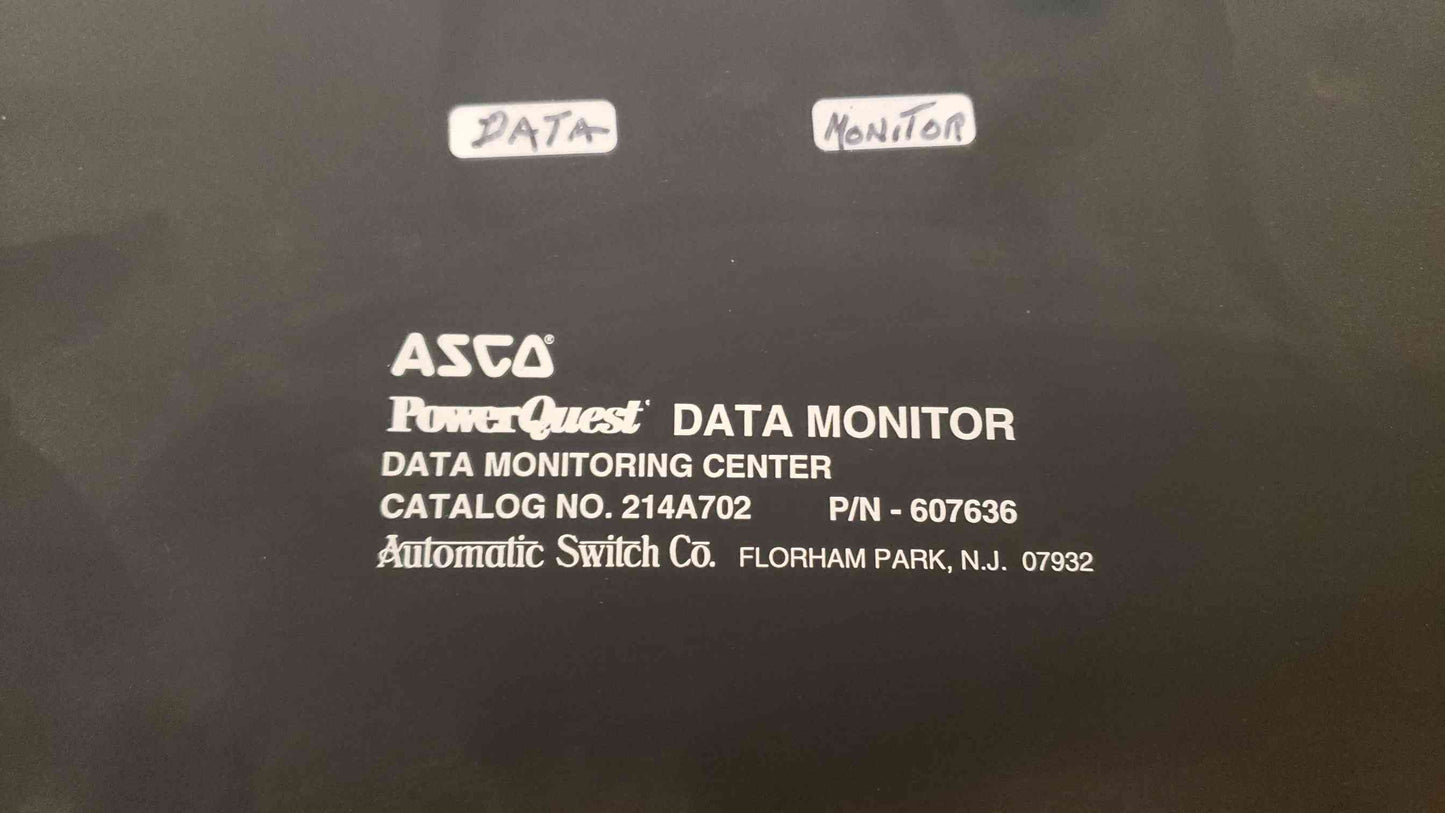 DATA MONITOR
ASCO®
PowerQuest DATA MONITOR
DATA MONITORING CENTER
CATALOG NO. 214A702 P/N - 607636
Automatic Switch Co. FLORHAM PARK, N.J. 07932